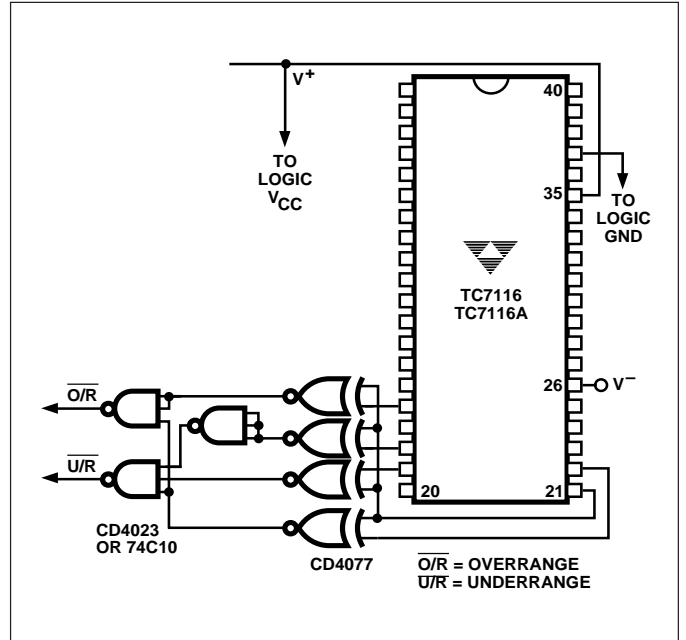 V+
40
TO
LOGIC
VCC
35
TO
LOGIC
GND
TC7116
TC7116A
O/R
26
V–
U/R
20
21
CD4023
OR 74C10
CD4077
O/R = OVERRANGE
U/R = UNDERRANGE